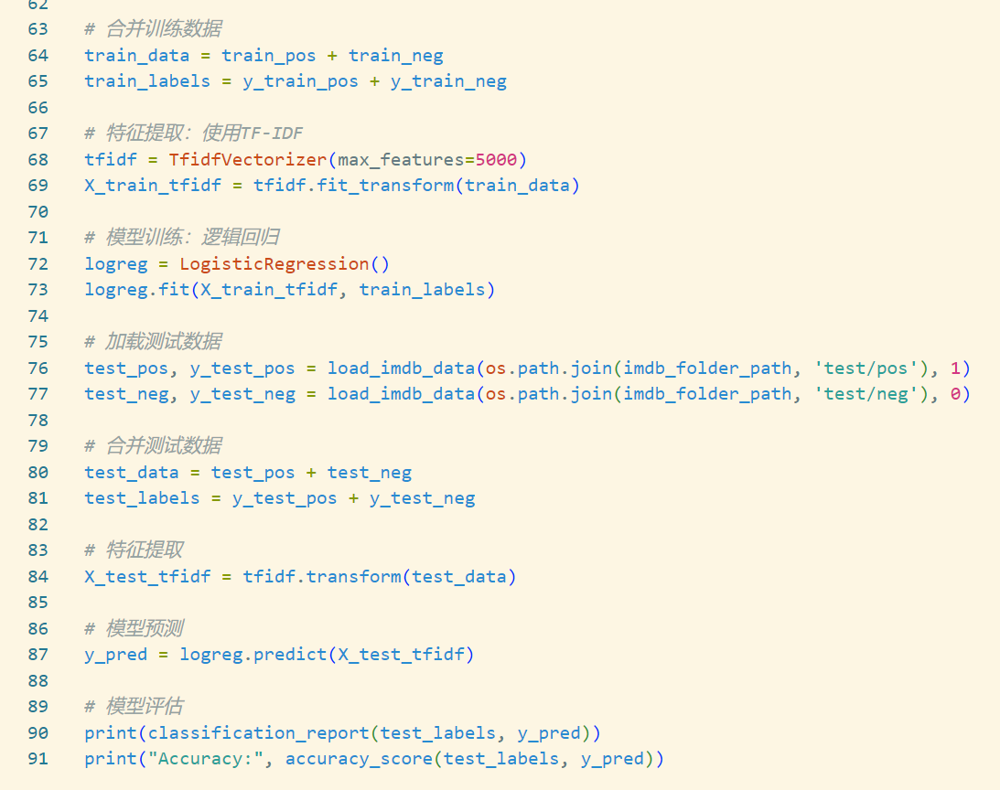 62
63 # 合并训练数据
64 train_data = train_pos + train_neg
65 train_labels = y_train_pos + y_train_neg
66
67 # 特征提取：使用TF-IDF
68 tfidf = TfidfVectorizer(max_features=5000)
69 X_train_tfidf = tfidf.fit_transform(train_data)
70
71 # 模型训练：逻辑回归
72 logreg = LogisticRegression()
73 logreg.fit(X_train_tfidf, train_labels)
74
75 # 加载测试数据
76 test_pos, y_test_pos = load_imdb_data(os.path.join(imdb_folder_path, 'test/pos'), 1)
77 test_neg, y_test_neg = load_imdb_data(os.path.join(imdb_folder_path, 'test/neg'), 0)
78
79 # 合并测试数据
80 test_data = test_pos + test_neg
81 test_labels = y_test_pos + y_test_neg
82
83 # 特征提取
84 X_test_tfidf = tfidf.transform(test_data)
85
86 # 模型预测
87 y_pred = logreg.predict(X_test_tfidf)
88
89 # 模型评估
90 print(classification_report(test_labels, y_pred))
91 print("Accuracy:", accuracy_score(test_labels, y_pred))